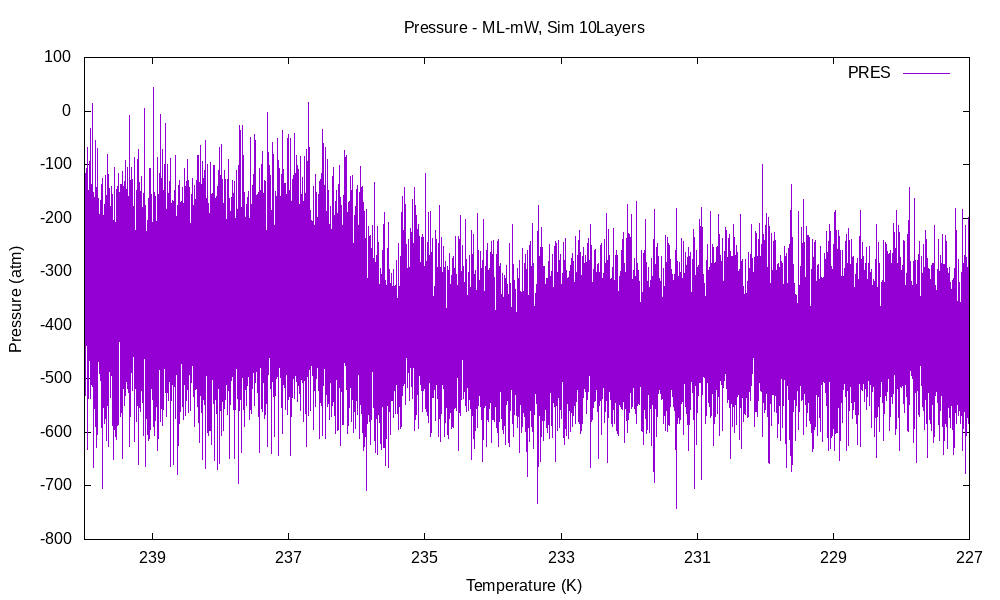 Pressure - ML-mW, Sim 10Layers
PRES
100
0
-100
-200
-300
-400
-500
-600
-700
-800
Pressure (atm)
239 237 235 233 231 229 227
Temperature (K)